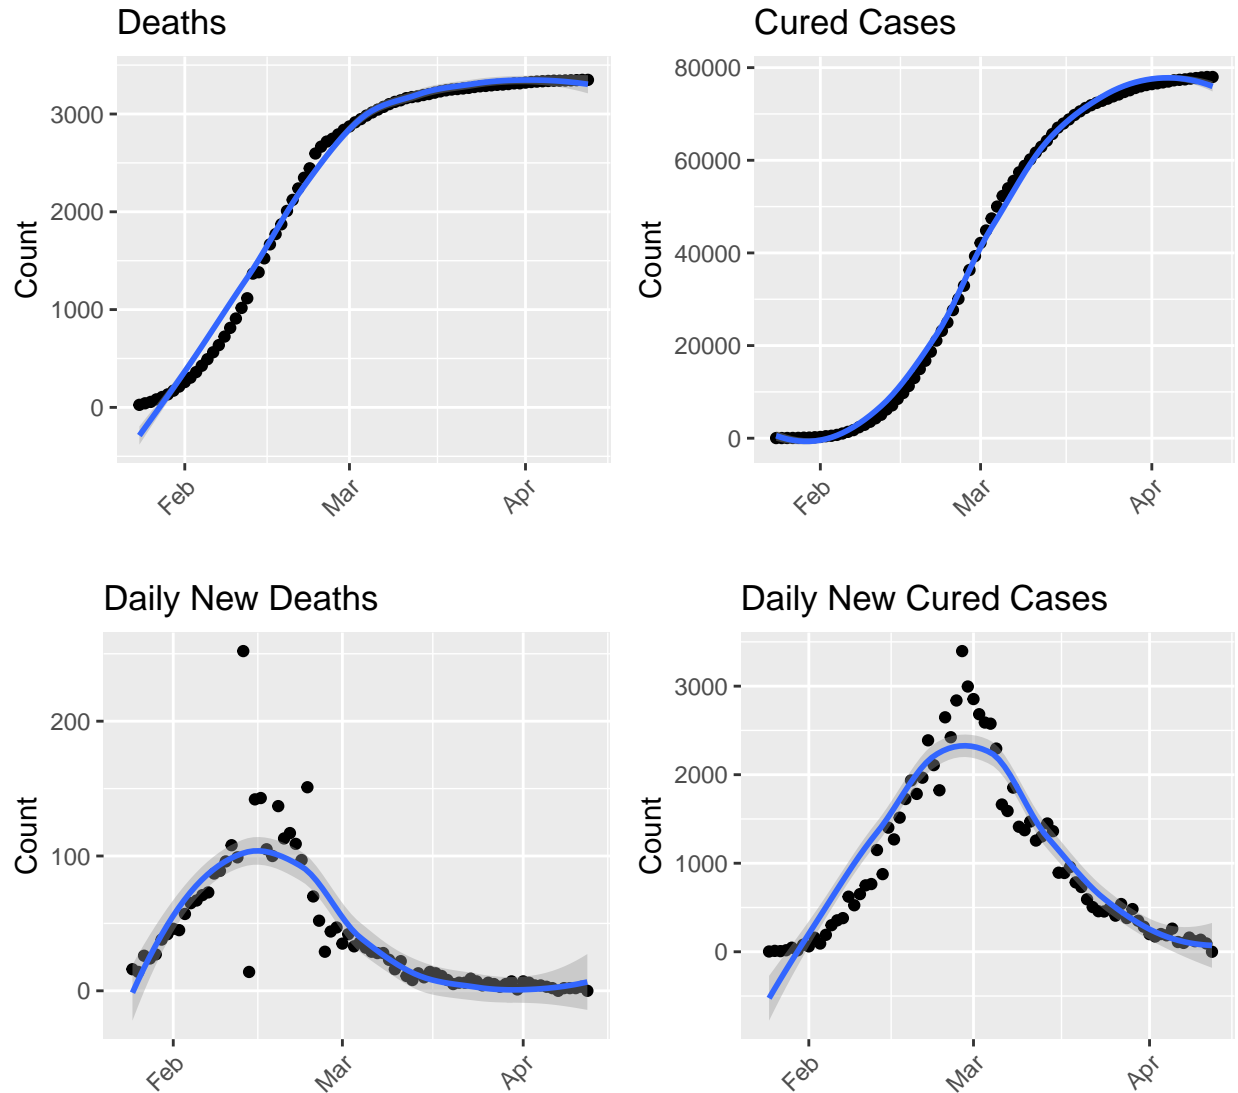 Deaths
Count
3000
2000
1000
0
Feb
Mar
Apr
Cured Cases
Count
80000
60000
40000
20000
0
Feb
Mar
Apr
Daily New Deaths
Count
200
100
0
Feb
Mar
Apr
Daily New Cured Cases
Count
3000
2000
1000
0
Feb
Mar
Apr